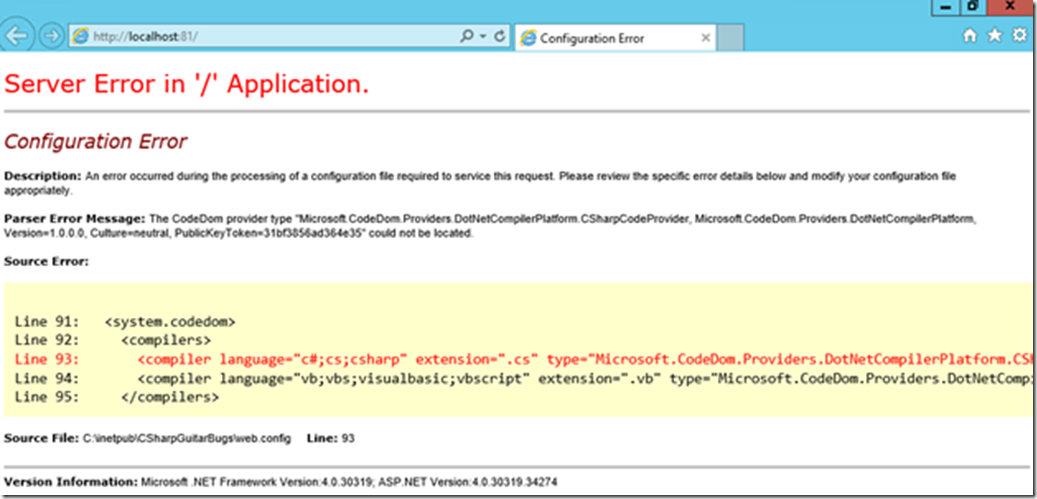 http://localhost:81/
Configuration Error
Server Error in '/' Application.
Configuration Error
Description: An error occurred during the processing of a configuration file required to service this request. Please review the specific error details below and modify your configuration file
appropriately.
Parser Error Message: The CodeDom provider type "Microsoft.CodeDom.Providers.DotNetCompilerPlatform.CSharpCodeProvider, Microsoft.CodeDom.Providers.DotNetCompilerPlatform,
Version=1.0.0.0, Culture=neutral, PublicKeyToken=31bf3856ad364e35" could not be located.
Source Error:
Line 91: <system.codedom>
Line 92: <compilers>
Line 93: <compiler language="c#;cs;csharp" extension=".cs" type="Microsoft.CodeDom.Providers.DotNetCompilerPlatform.CSh
Line 94: <compiler language="vb;vbs;visualbasic;vbscript" extension=".vb" type="Microsoft.CodeDom.Providers.DotNetComp
Line 95: </compilers>
Source File: C:\inetpub\CSharpGuitarBugs\web.config Line: 93
Version Information: Microsoft .NET Framework Version:4.0.30319; ASP.NET Version:4.0.30319.34274